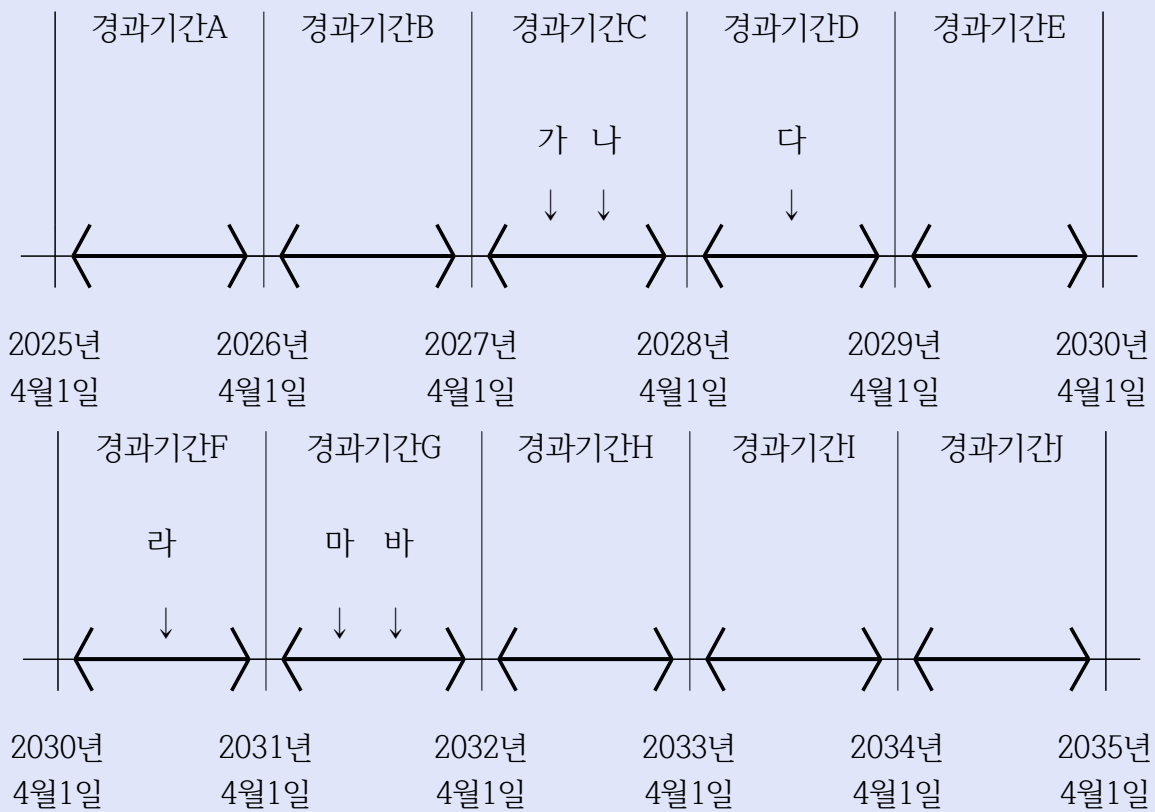 경과기간A 경과기간B 경과기간C 경과기간D 경과기간E
가 나 다
↓ ↓ ↓
2025년 2026년 2027년 2028년 2029년 2030년
4월1일 4월1일 4월1일 4월1일 4월1일 4월1일
경과기간F 경과기간G 경과기간H 경과기간I 경과기간J
라 마 바
↓ ↓ ↓
2030년 2031년 2032년 2033년 2034년 2035년
4월1일 4월1일 4월1일 4월1일 4월1일 4월1일